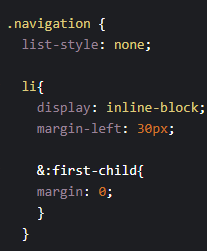 .navigation {
list-style: none;
li{
display: inline-block;
margin-left: 30px;
&:first-child{
margin: 0;
}
}